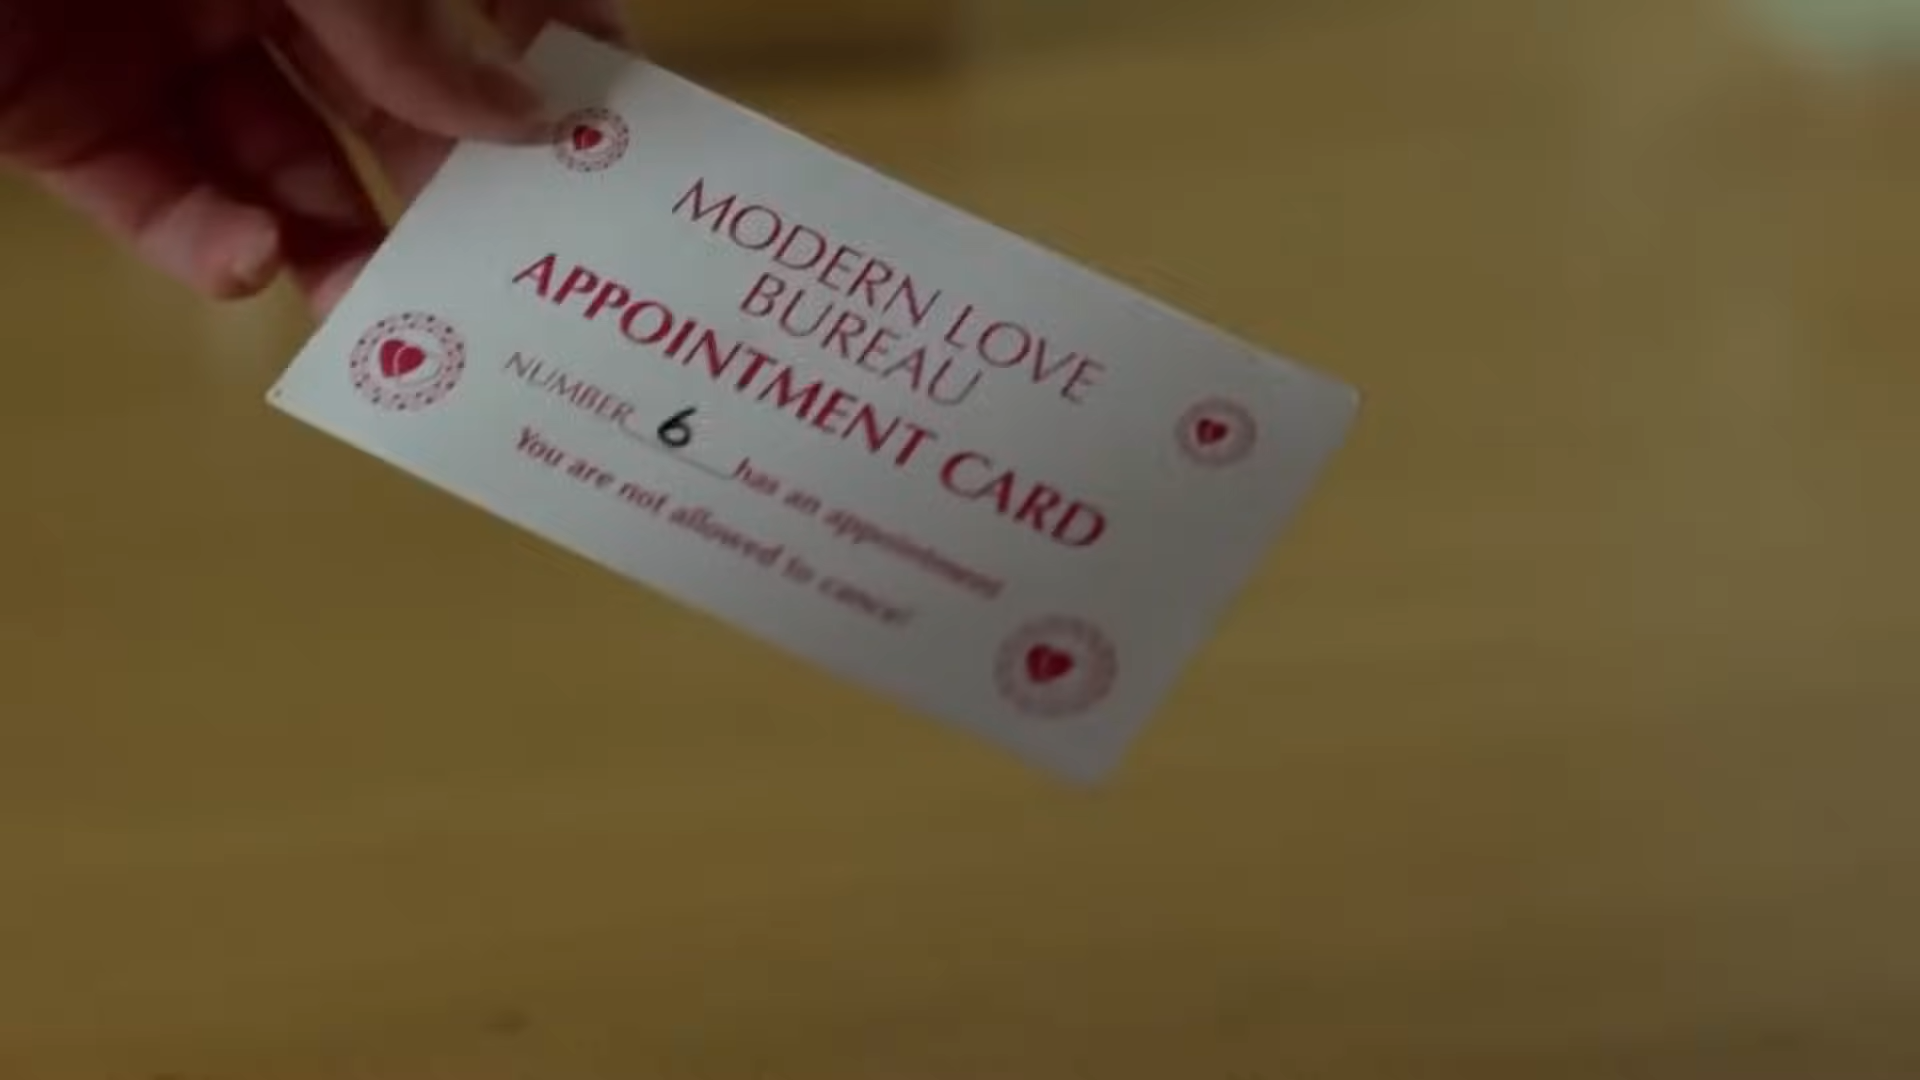 MODERN LOVE
BUREAU
APPOINTMENT CARD
NUMBER 6 has an appointment
You are not allowed to cancel